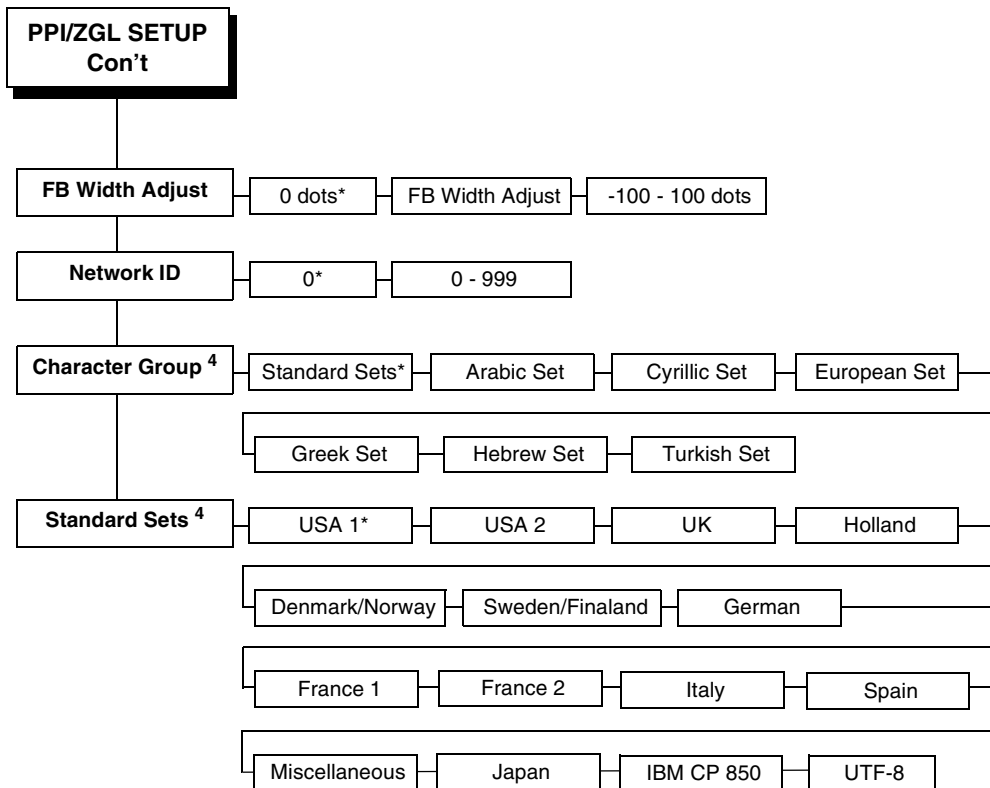 PPI/ZGL SETUP
Con't
FB Width Adjust
0 dots*
FB Width Adjust
-100 - 100 dots
Network ID
0*
0 - 999
Character Group 4
Standard Sets*
Arabic Set
Cyrillic Set
European Set
Greek Set
Hebrew Set
Turkish Set
Standard Sets 4
USA 1*
USA 2
UK
Holland
Denmark/Norway
Sweden/Finaland
German
France 1
France 2
Italy
Spain
Miscellaneous
Japan
IBM CP 850
UTF-8